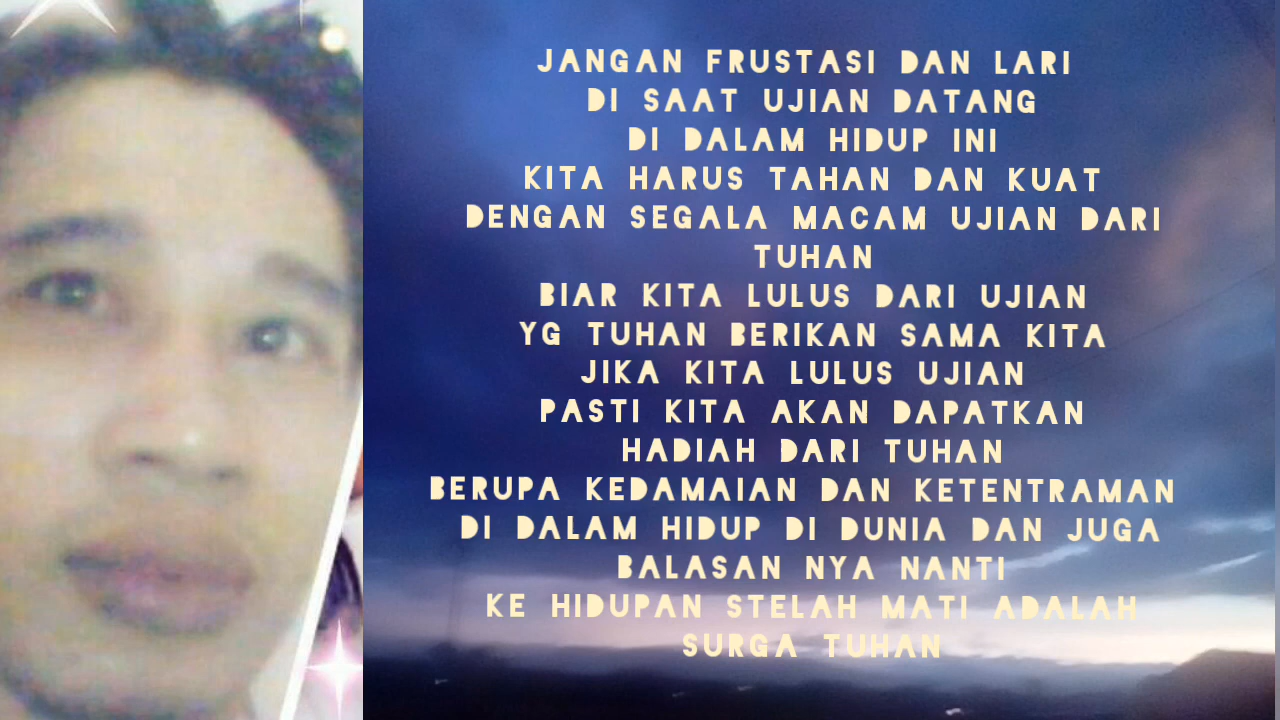 JANGAN FRUSTASI DAN LARI
DI SAAT UJIAN DATANG
DI DALAM HIDUP INI
KITA HARUS TAHAN DAN KUAT
DENGAN SEGALA MACAM UJIAN DARI
TUHAN
BIAR KITA LULUS DARI UJIAN
YG TUHAN BERIKAN SAMA KITA
JIKA KITA LULUS UJIAN
PASTI KITA AKAN DAPATKAN
HADIAH DARI TUHAN
BERUPA KEDAMAIAN DAN KETENTRAMAN
DI DALAM HIDUP DI DUNIA DAN JUGA
BALASAN NYA NANTI
KE HIDUPAN STELAH MATI ADALAH
SURGA TUHAN